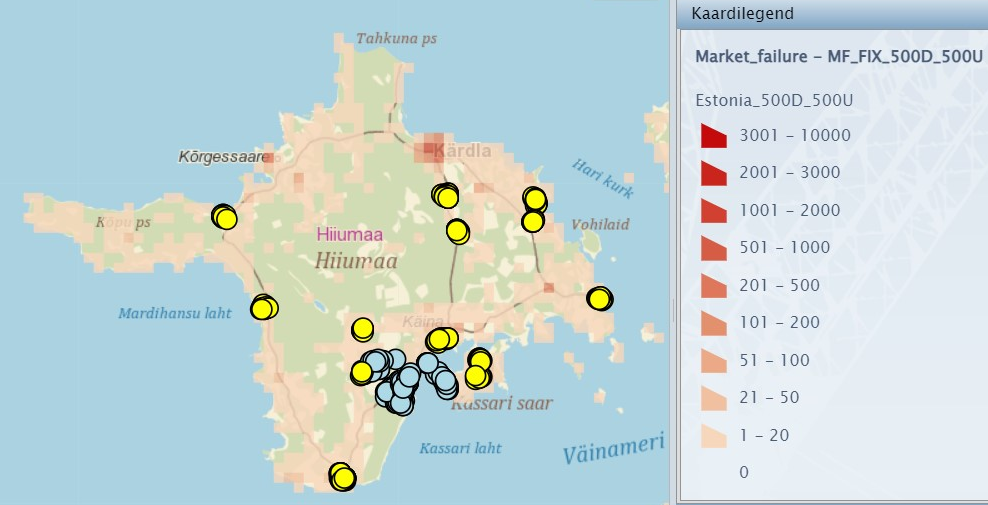 Kaardilegend
Market_failure - MF_FIX_500D_500U
Estonia_500D_500U
3001 - 10000
2001 - 3000
1001 - 2000
501 - 1000
201 - 500
101 - 200
51 - 100
21 - 50
1 - 20
0
Tahkuna ps
Kõrgessaare
Kärdla
Hari kurk
Kõpu ps
Hiiumaa
Vohilaid
Hiiumaa
Mardihansu laht
Käina
Kassari saar
Kassari laht
Väinameri